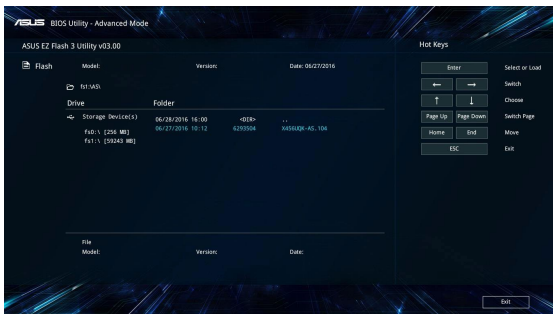 ASUS BIOS Utility - Advanced Mode
ASUS EZ Flash 3 Utility v03.00
Hot Keys
Flash
Model: Version: Date: 06/27/2016
fs1:\AS\
Drive Folder
Storage Device(s)
fs0:\ [256 MB]
fs1:\ [59243 MB]
06/28/2016 16:00 <DIR> ..
06/27/2016 10:12 6293504 X456UQK-AS.104
File
Model: Version: Date:
Enter Select or Load
← → Switch
↑ ↓ Choose
Page Up Page Down Switch Page
Home End Move
ESC Exit
Exit